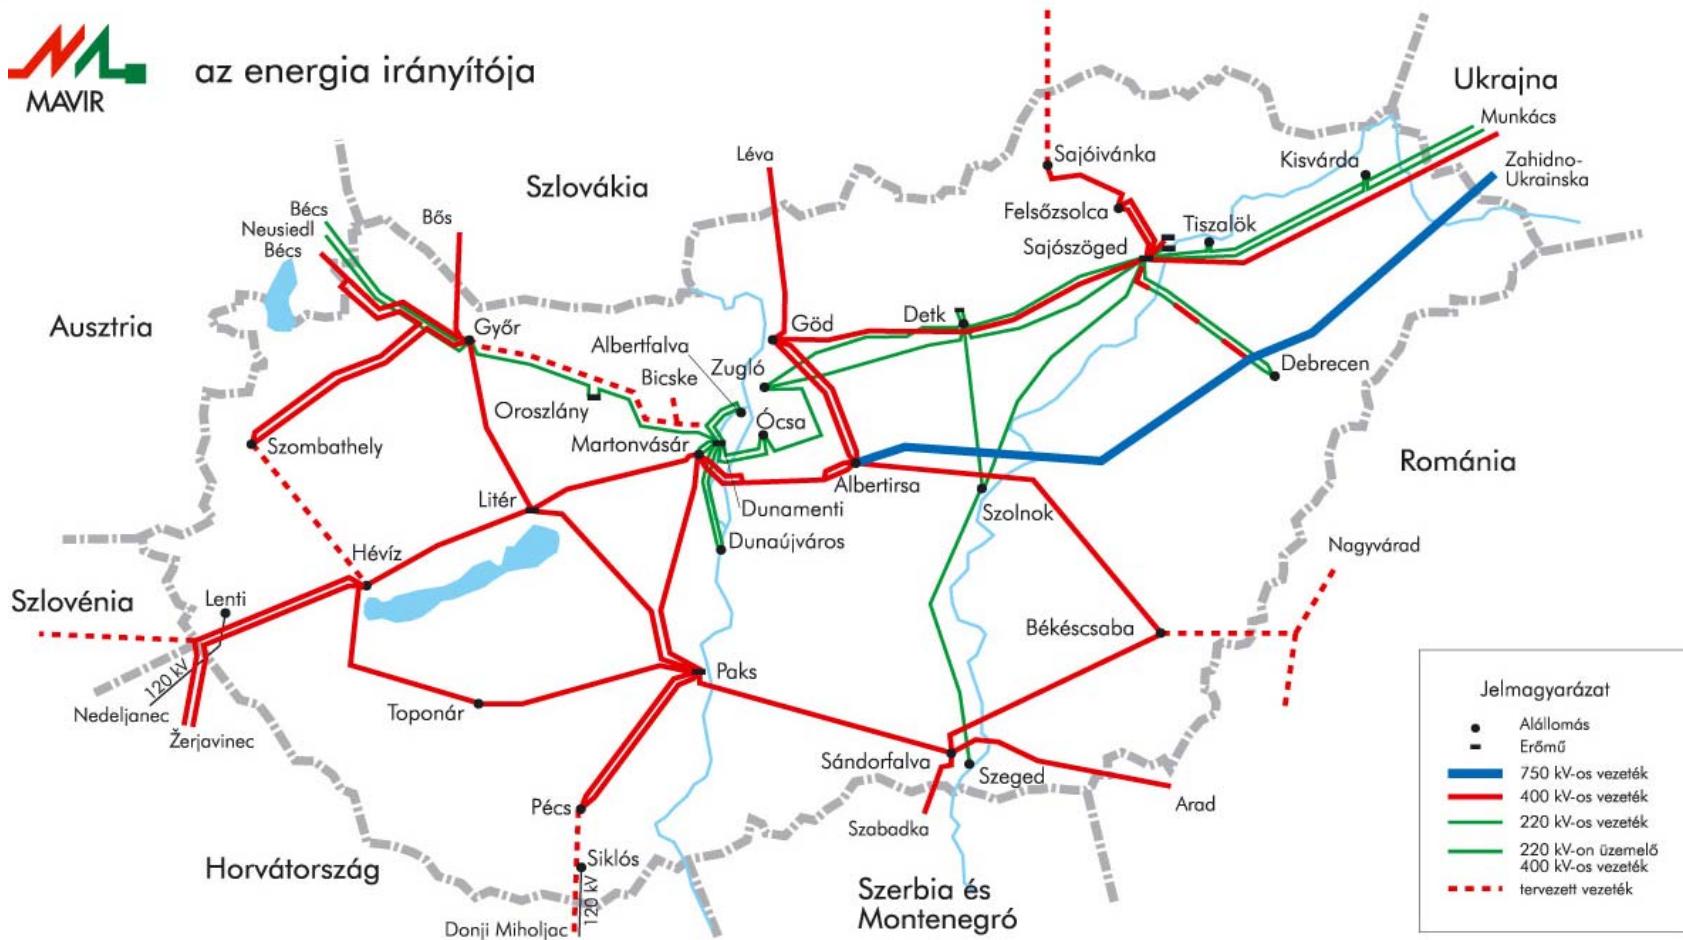 MAVIR
az energia irányítója
Ukrajna
Munkács
Zahidno-
Ukrainska
Kisvárda
Sajóivánka
Léva
Szlovákia
Felsőzsolca
Tiszalök
Sajószöged
Bécs
Neusiedl
Bécs
Bős
Ausztria
Győr
Göd
Detk
Albertfalva
Zugló
Bicske
Debrecen
Oroszlány
Ócsa
Martonvásár
Szombathely
Románia
Albertirsa
Litér
Dunamenti
Szolnok
Dunaújváros
Nagyvárad
Hévíz
Szlovénia
Lenti
Békéscsaba
120 kV
Paks
Nedeljanec
Toponár
Žerjavinec
Sándorfalva
Szeged
Arad
Pécs
Szabadka
Siklós
Horvátország
120 kV
Szerbia és
Montenegró
Donji Miholjac
Jelmagyarázat
Alállomás
Erőmű
750 kV-os vezeték
400 kV-os vezeték
220 kV-os vezeték
220 kV-on üzemelő
400 kV-os vezeték
tervezett vezeték